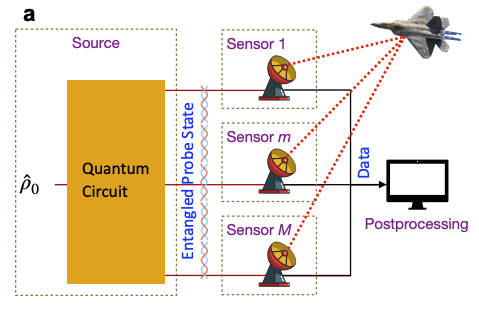 a
Source
Sensor 1
Sensor m
Sensor M
ρ̂₀
Quantum
Circuit
Entangled Probe State
Data
Postprocessing